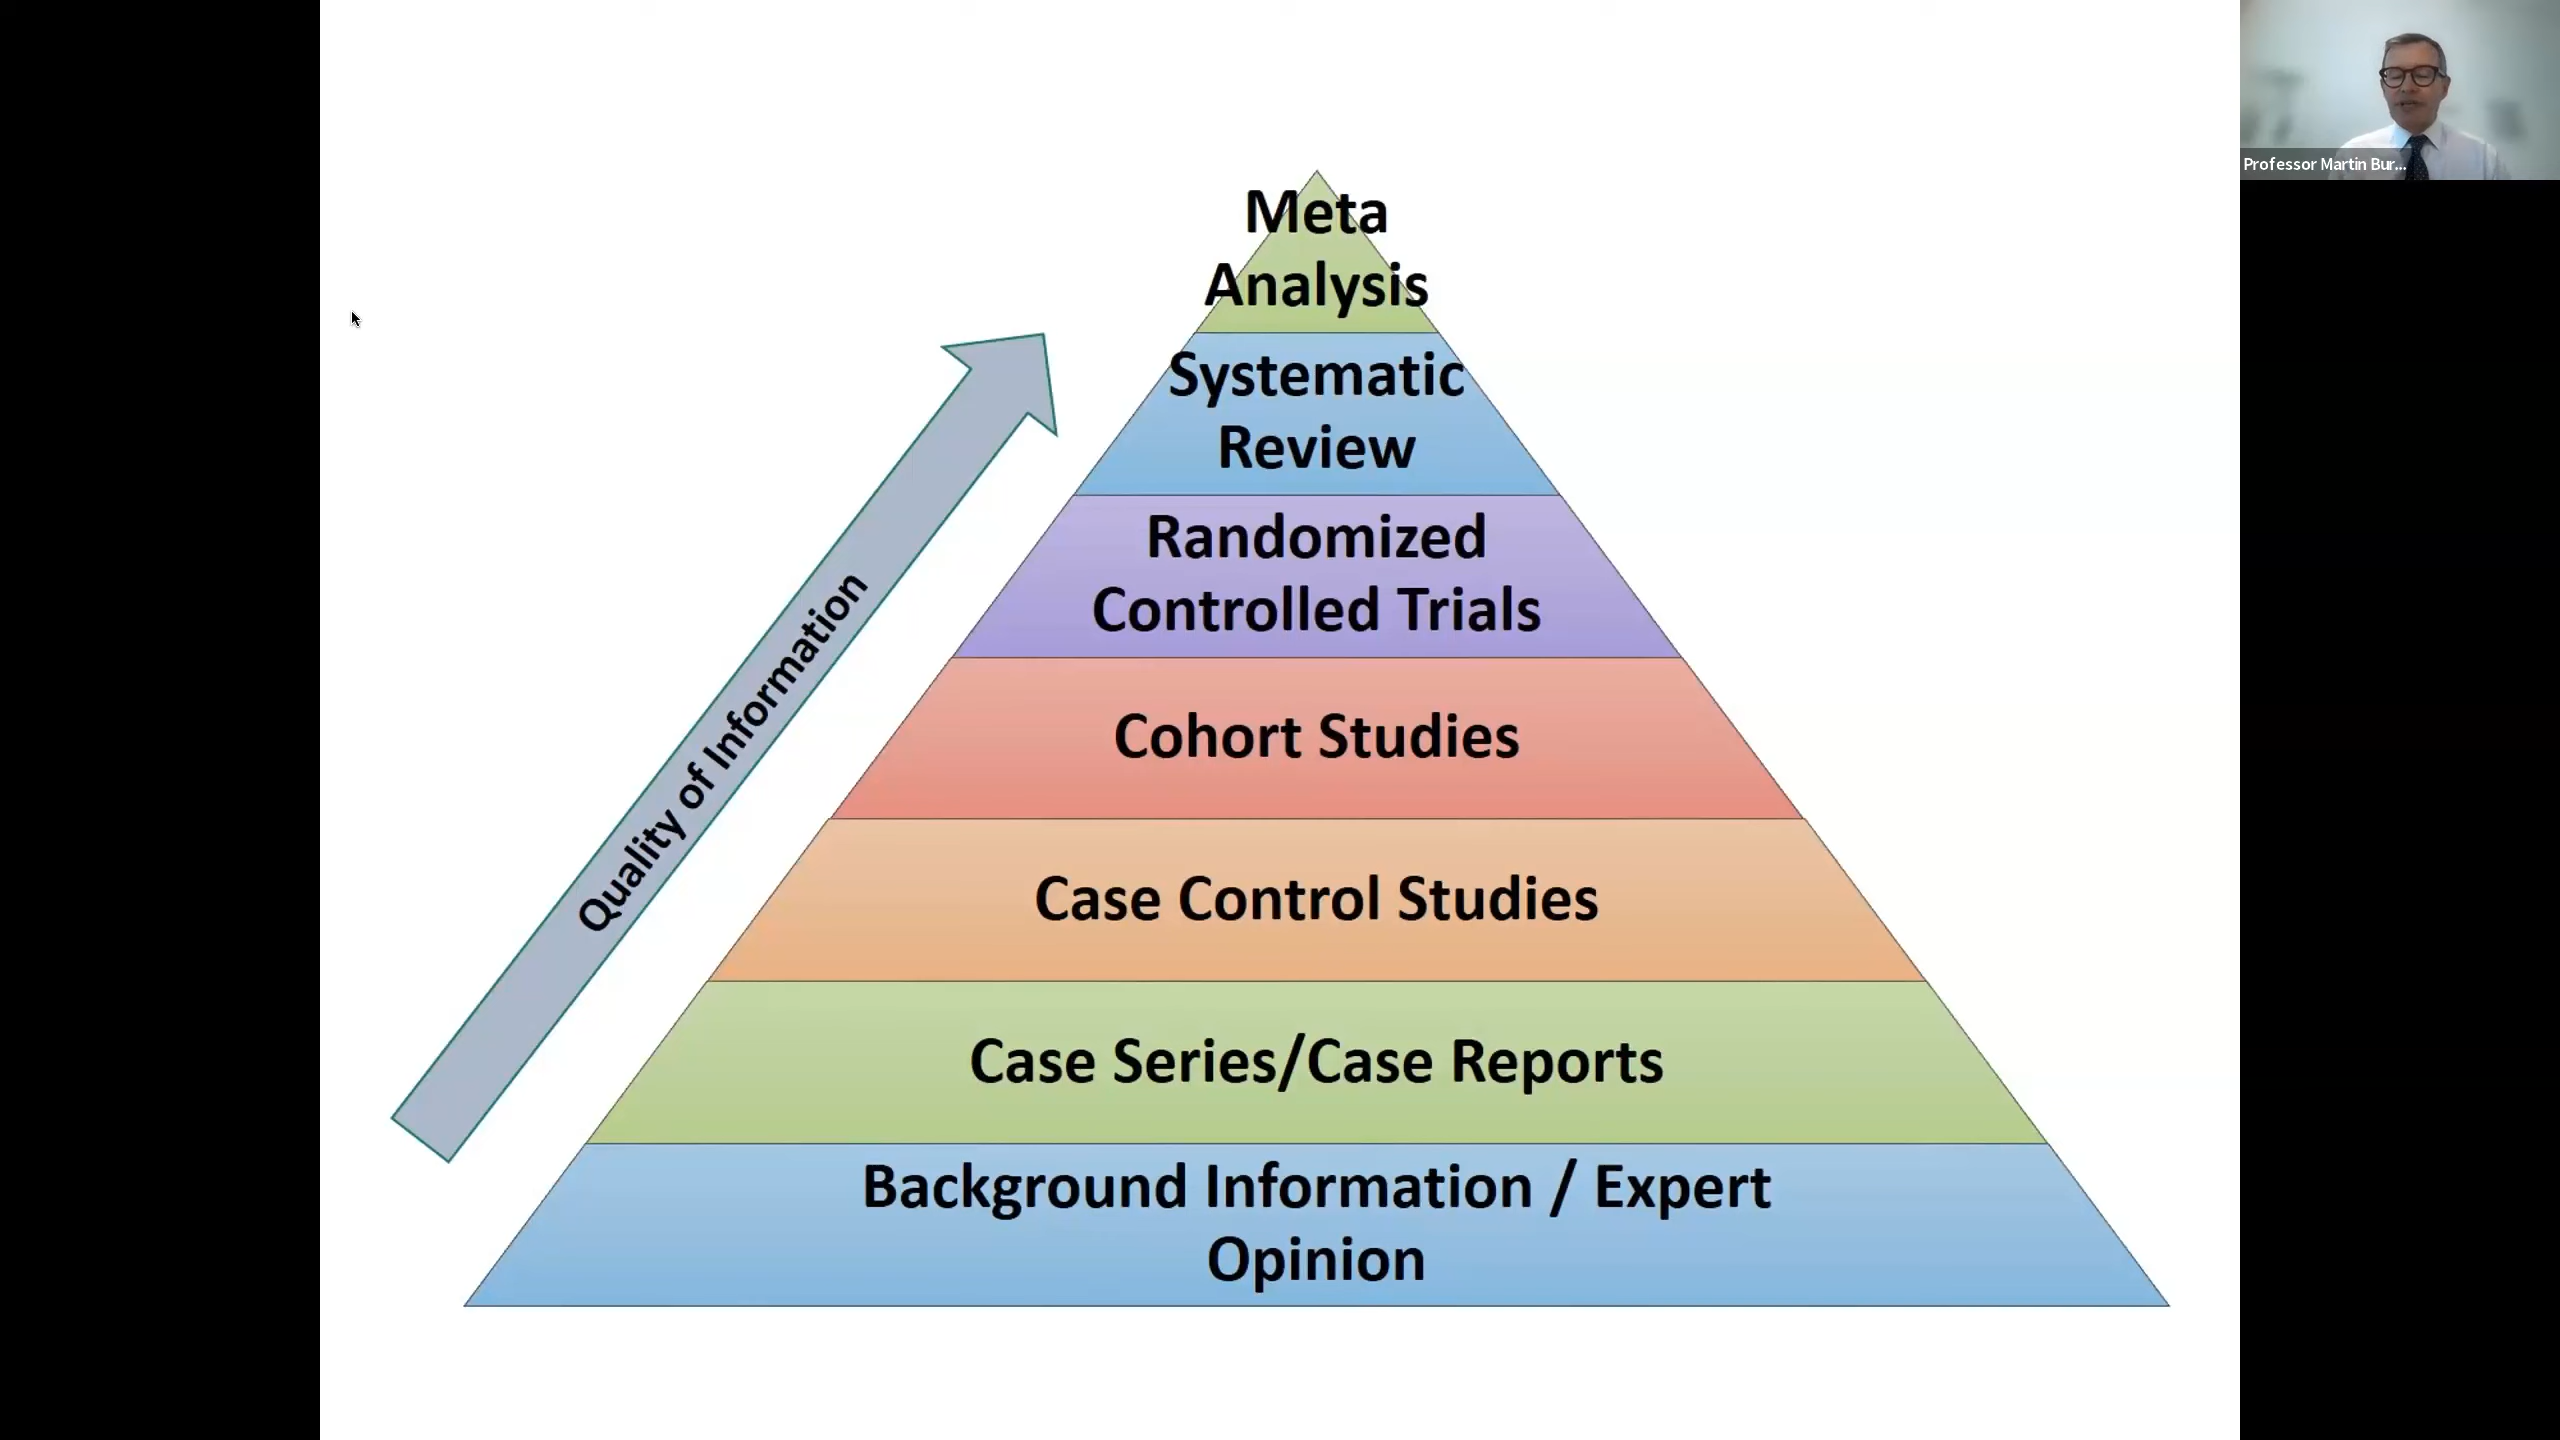 Meta
Analysis
Systematic
Review
Randomized
Controlled Trials
Cohort Studies
Case Control Studies
Case Series/Case Reports
Background Information / Expert
Opinion
Quality of Information
Professor Martin Bur...